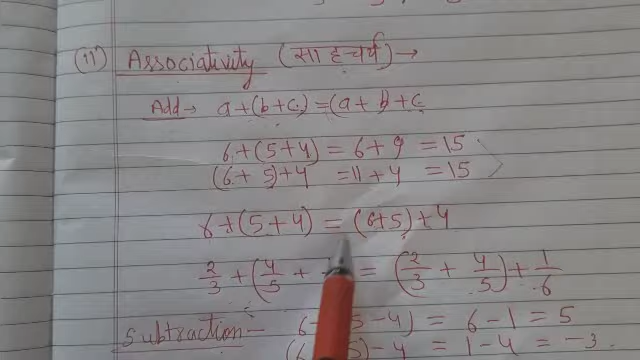 (ii) Associativity (साहचर्य) →
Add → a+(b+c) = (a+b+c
6+(5+4) = 6+9 = 15
(6+5)+4 = 11+4 = 15
6+(5+4) = (6+5)+4
2/3 + (4/5 + = (2/3 + 4/5) + 1/6
Subtraction - 6-(5-4) = 6-1 = 5
(6-5)-4 = 1-4 = -3